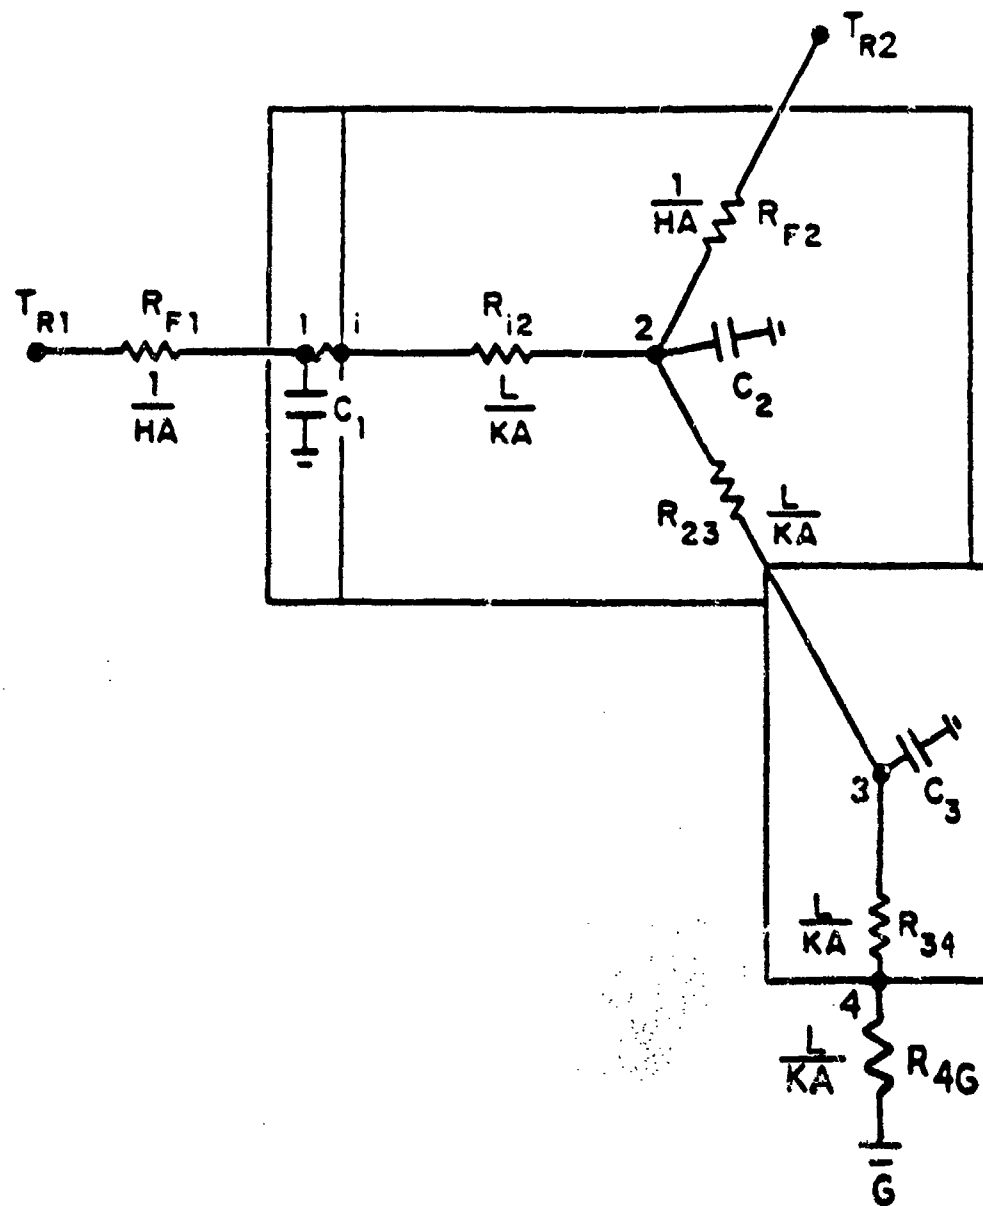 T_R2
1
HA
R_F2
T_R1
R_F1
1
HA
1
i
C_1
R_i2
L
KA
2
C_2
R_23
L
KA
3
C_3
L
KA
R_34
4
L
KA
R_4G
G